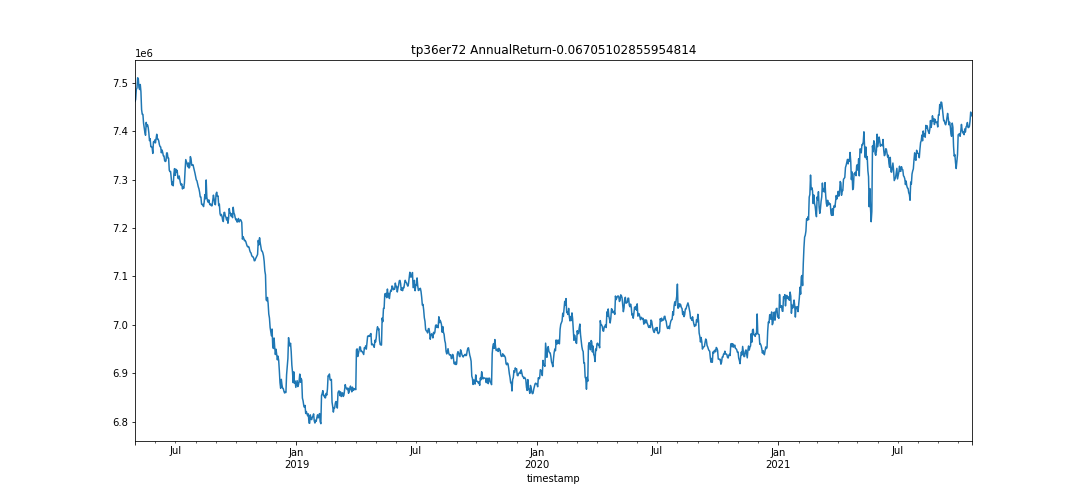 tp36er72 AnnualReturn-0.06705102855954814
1e6
7.5
7.4
7.3
7.2
7.1
7.0
6.9
6.8
Jul Jan Jul Jan Jul Jan Jul
2019 2020 2021
timestamp